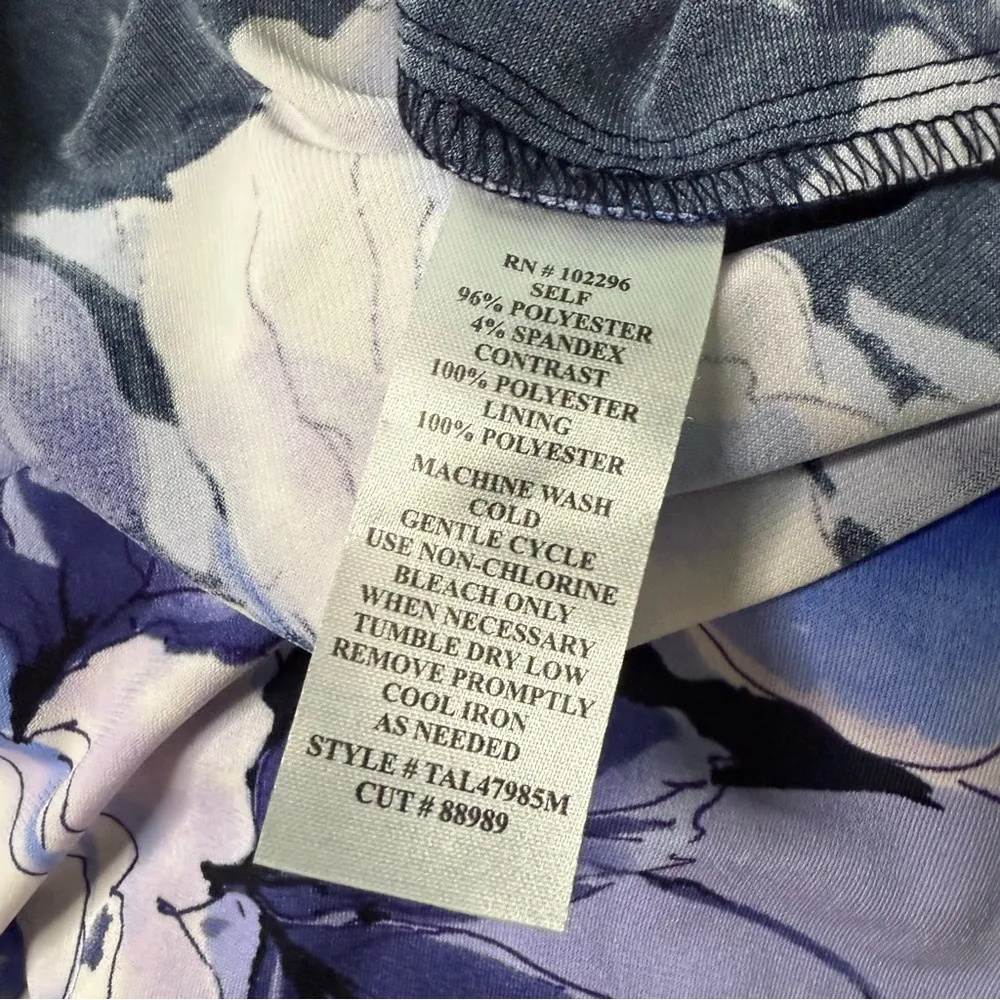 RN # 102296
SELF
96% POLYESTER
4% SPANDEX
CONTRAST
100% POLYESTER
LINING
100% POLYESTER
MACHINE WASH
COLD
GENTLE CYCLE
USE NON-CHLORINE
BLEACH ONLY
WHEN NECESSARY
TUMBLE DRY LOW
REMOVE PROMPTLY
COOL IRON
AS NEEDED
STYLE # TAL47985M
CUT # 88989